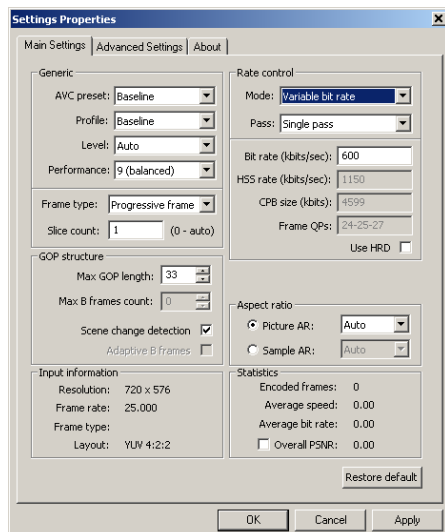 Settings Properties
Main Settings
Advanced Settings
About
Generic
AVC preset: Baseline
Profile: Baseline
Level: Auto
Performance: 9 (balanced)
Frame type: Progressive frame
Slice count: 1 (0 - auto)
GOP structure
Max GOP length: 33
Max B frames count: 0
Scene change detection
Adaptive B frames
Input information
Resolution: 720 x 576
Frame rate: 25.000
Frame type:
Layout: YUV 4:2:2
Rate control
Mode: Variable bit rate
Pass: Single pass
Bit rate (kbits/sec): 600
HSS rate (kbits/sec): 1150
CPB size (kbits): 4599
Frame QPs: 24-25-27
Use HRD
Aspect ratio
Picture AR: Auto
Sample AR: Auto
Statistics
Encoded frames: 0
Average speed: 0.00
Average bit rate: 0.00
Overall PSNR: 0.00
Restore default
OK
Cancel
Apply